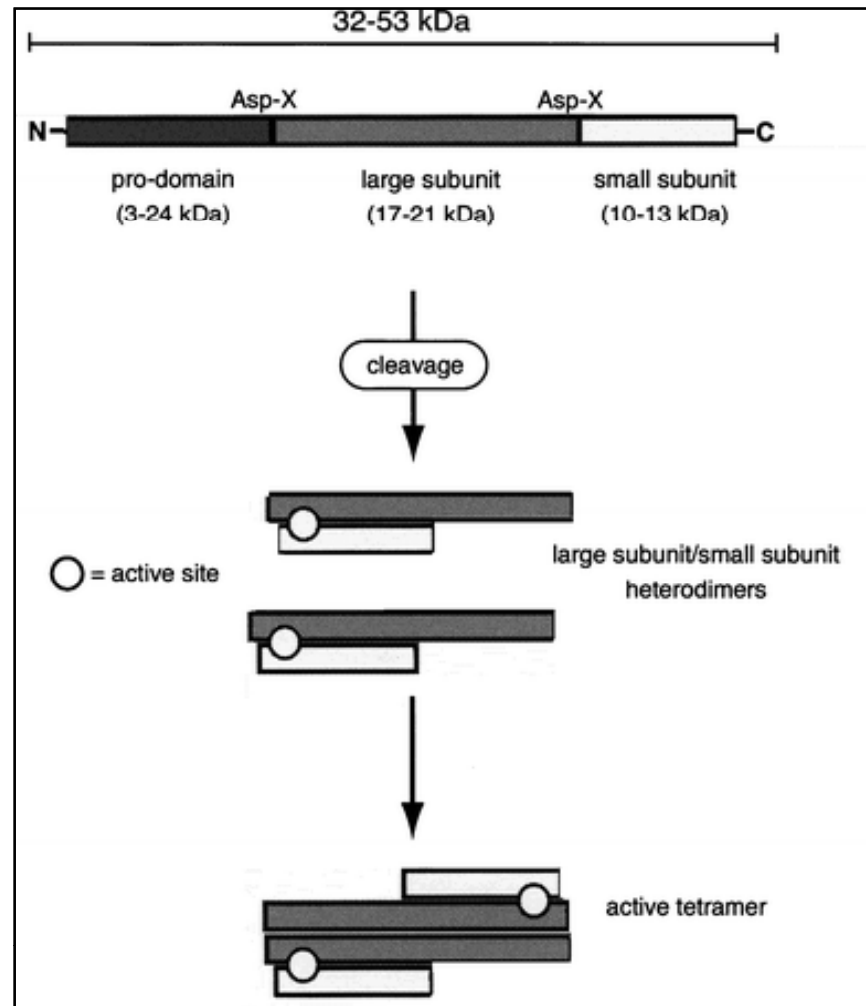 32-53 kDa
Asp-X Asp-X
N C
pro-domain large subunit small subunit
(3-24 kDa) (17-21 kDa) (10-13 kDa)
cleavage
= active site
large subunit/small subunit
heterodimers
active tetramer